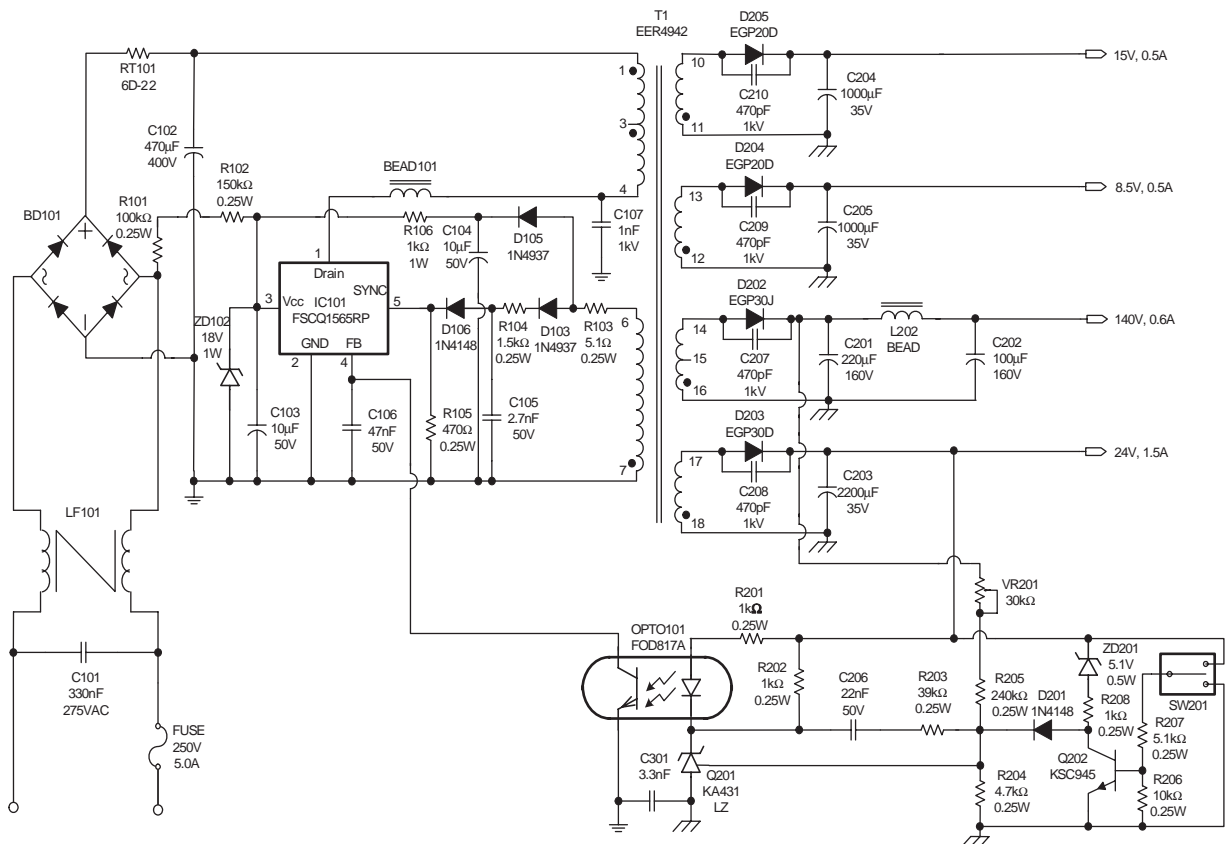 T1
EER4942
RT101
6D-22
C102
470μF
400V
R101
100kΩ
0.25W
R102
150kΩ
0.25W
BD101
BEAD101
1
3
4
R106
1kΩ
1W
C104
10μF
50V
D105
1N4937
C107
1nF
1kV
1
Drain
SYNC
3
Vcc
IC101
FSCQ1565RP
5
GND
FB
2
4
ZD102
18V
1W
D106
1N4148
R104
1.5kΩ
0.25W
D103
1N4937
R103
5.1Ω
0.25W
6
7
C103
10μF
50V
C106
47nF
50V
R105
470Ω
0.25W
C105
2.7nF
50V
LF101
C101
330nF
275VAC
FUSE
250V
5.0A
D205
EGP20D
10
C210
470pF
1kV
11
C204
1000μF
35V
15V, 0.5A
D204
EGP20D
13
C209
470pF
1kV
12
C205
1000μF
35V
8.5V, 0.5A
D202
EGP30J
14
15
16
C207
470pF
1kV
C201
220μF
160V
L202
BEAD
C202
100μF
160V
140V, 0.6A
D203
EGP30D
17
C208
470pF
1kV
18
C203
2200μF
35V
24V, 1.5A
VR201
30kΩ
OPTO101
FOD817A
R201
1kΩ
0.25W
R202
1kΩ
0.25W
C206
22nF
50V
R203
39kΩ
0.25W
R205
240kΩ
0.25W
D201
1N4148
ZD201
5.1V
0.5W
R208
1kΩ
0.25W
SW201
R207
5.1kΩ
0.25W
Q202
KSC945
R206
10kΩ
0.25W
C301
3.3nF
Q201
KA431
LZ
R204
4.7kΩ
0.25W